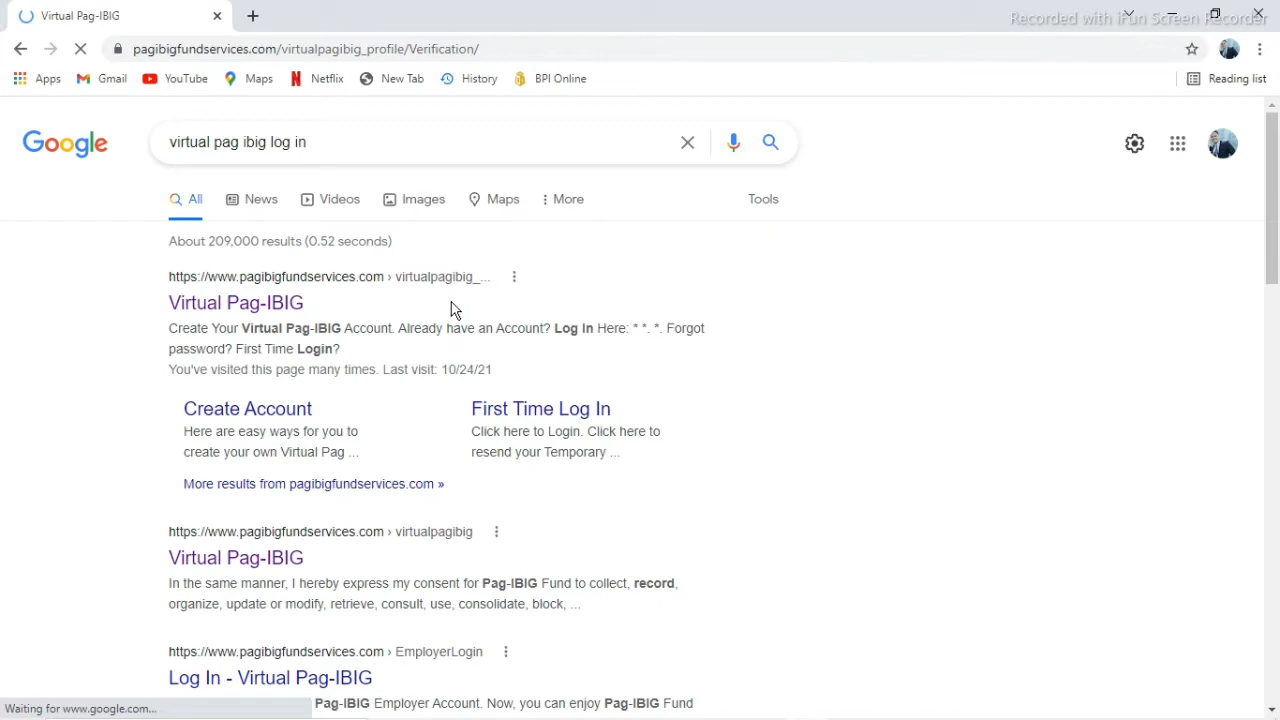 Virtual Pag-IBIG
Recorded with iFun Screen Recorder
pagibigfundservices.com/virtualpagibig_profile/Verification/
Apps Gmail YouTube Maps Netflix New Tab History BPI Online Reading list
Google virtual pag ibig log in
All News Videos Images Maps More Tools
About 209,000 results (0.52 seconds)
https://www.pagibigfundservices.com › virtualpagibig_...
Virtual Pag-IBIG
Create Your Virtual Pag-IBIG Account. Already have an Account? Log In Here: * *. *. Forgot
password? First Time Login?
You've visited this page many times. Last visit: 10/24/21
Create Account First Time Log In
Here are easy ways for you to Click here to Login. Click here to
create your own Virtual Pag ... resend your Temporary ...
More results from pagibigfundservices.com »
https://www.pagibigfundservices.com › virtualpagibig
Virtual Pag-IBIG
In the same manner, I hereby express my consent for Pag-IBIG Fund to collect, record,
organize, update or modify, retrieve, consult, use, consolidate, block, ...
https://www.pagibigfundservices.com › EmployerLogin
Log In - Virtual Pag-IBIG
Pag-IBIG Employer Account. Now, you can enjoy Pag-IBIG Fund
Waiting for www.google.com...